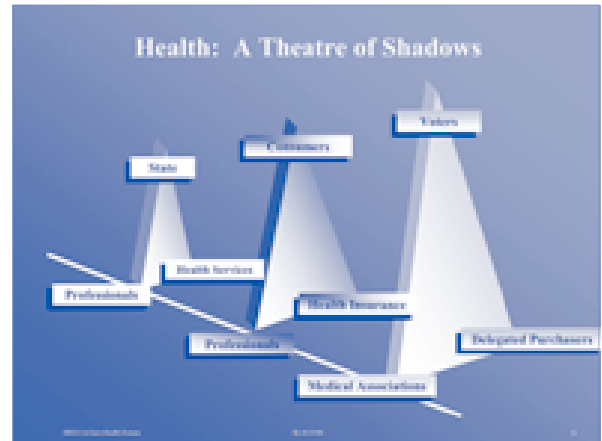 Health: A Theatre of Shadows
Voters
Consumers
State
Health Services
Professionals
Health Insurance
Professionals
Delegated Purchasers
Medical Associations